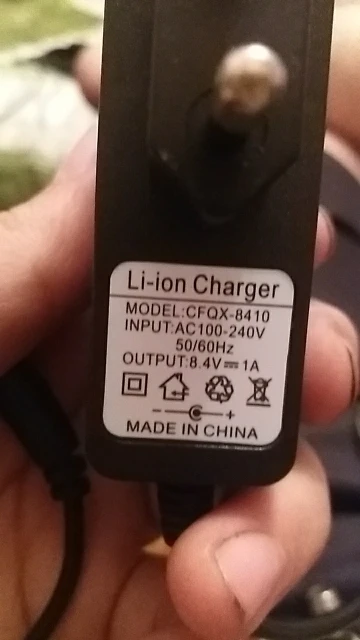 Li-ion Charger
MODEL:CFQX-8410
INPUT:AC100-240V
50/60Hz
OUTPUT:8.4V⎓1A
- +
MADE IN CHINA